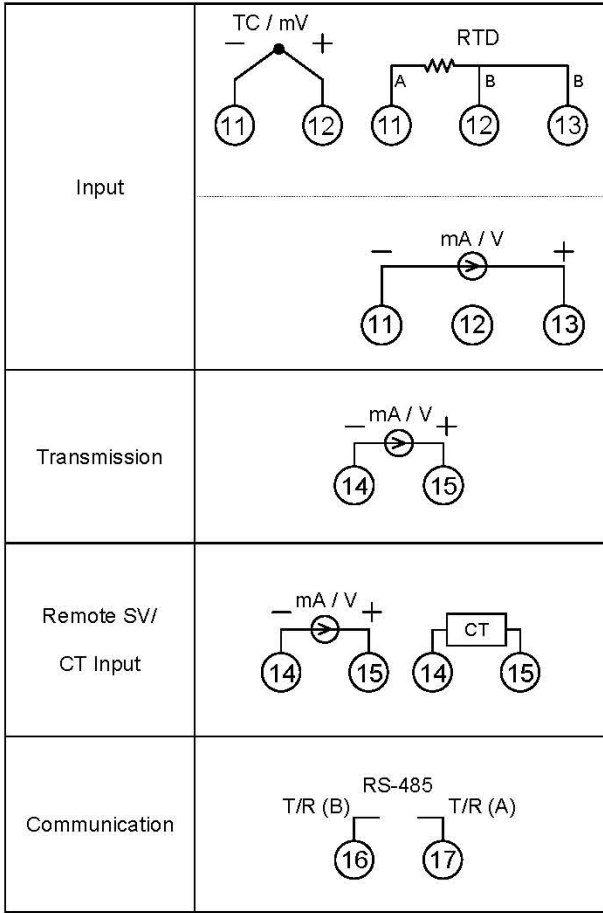 TC / mV
− +
11 12
RTD
A B B
11 12 13
Input
mA / V
− +
11 12 13
Transmission
− mA / V +
14 15
Remote SV/
CT Input
− mA / V +
14 15
CT
14 15
Communication
RS-485
T/R (B) T/R (A)
16 17